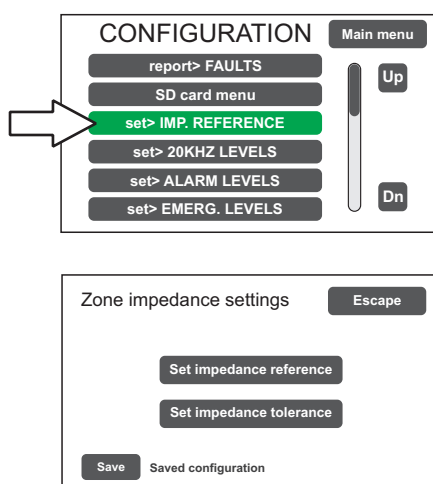 CONFIGURATION
Main menu
report> FAULTS
Up
SD card menu
set> IMP. REFERENCE
set> 20KHZ LEVELS
set> ALARM LEVELS
Dn
set> EMERG. LEVELS
Zone impedance settings
Escape
Set impedance reference
Set impedance tolerance
Save
Saved configuration